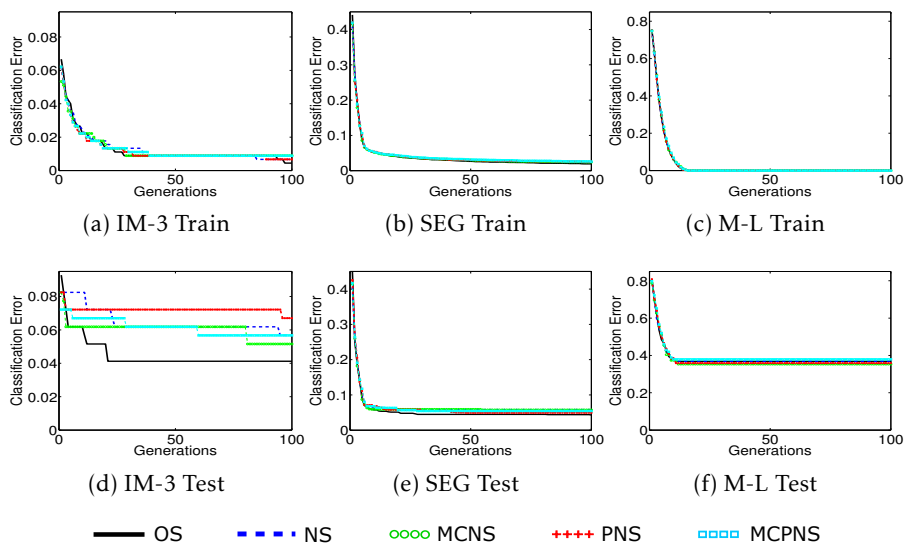 Classification Error
0.08
0.06
0.04
0.02
0
0
50
100
Generations
(a) IM-3 Train
Classification Error
0.4
0.3
0.2
0.1
0
0
50
100
Generations
(b) SEG Train
Classification Error
0.8
0.6
0.4
0.2
0
0
50
100
Generations
(c) M-L Train
Classification Error
0.08
0.06
0.04
0.02
0
0
50
100
Generations
(d) IM-3 Test
Classification Error
0.4
0.3
0.2
0.1
0
0
50
100
Generations
(e) SEG Test
Classification Error
0.8
0.6
0.4
0.2
0
0
50
100
Generations
(f) M-L Test
OS NS MCNS PNS MCPNS